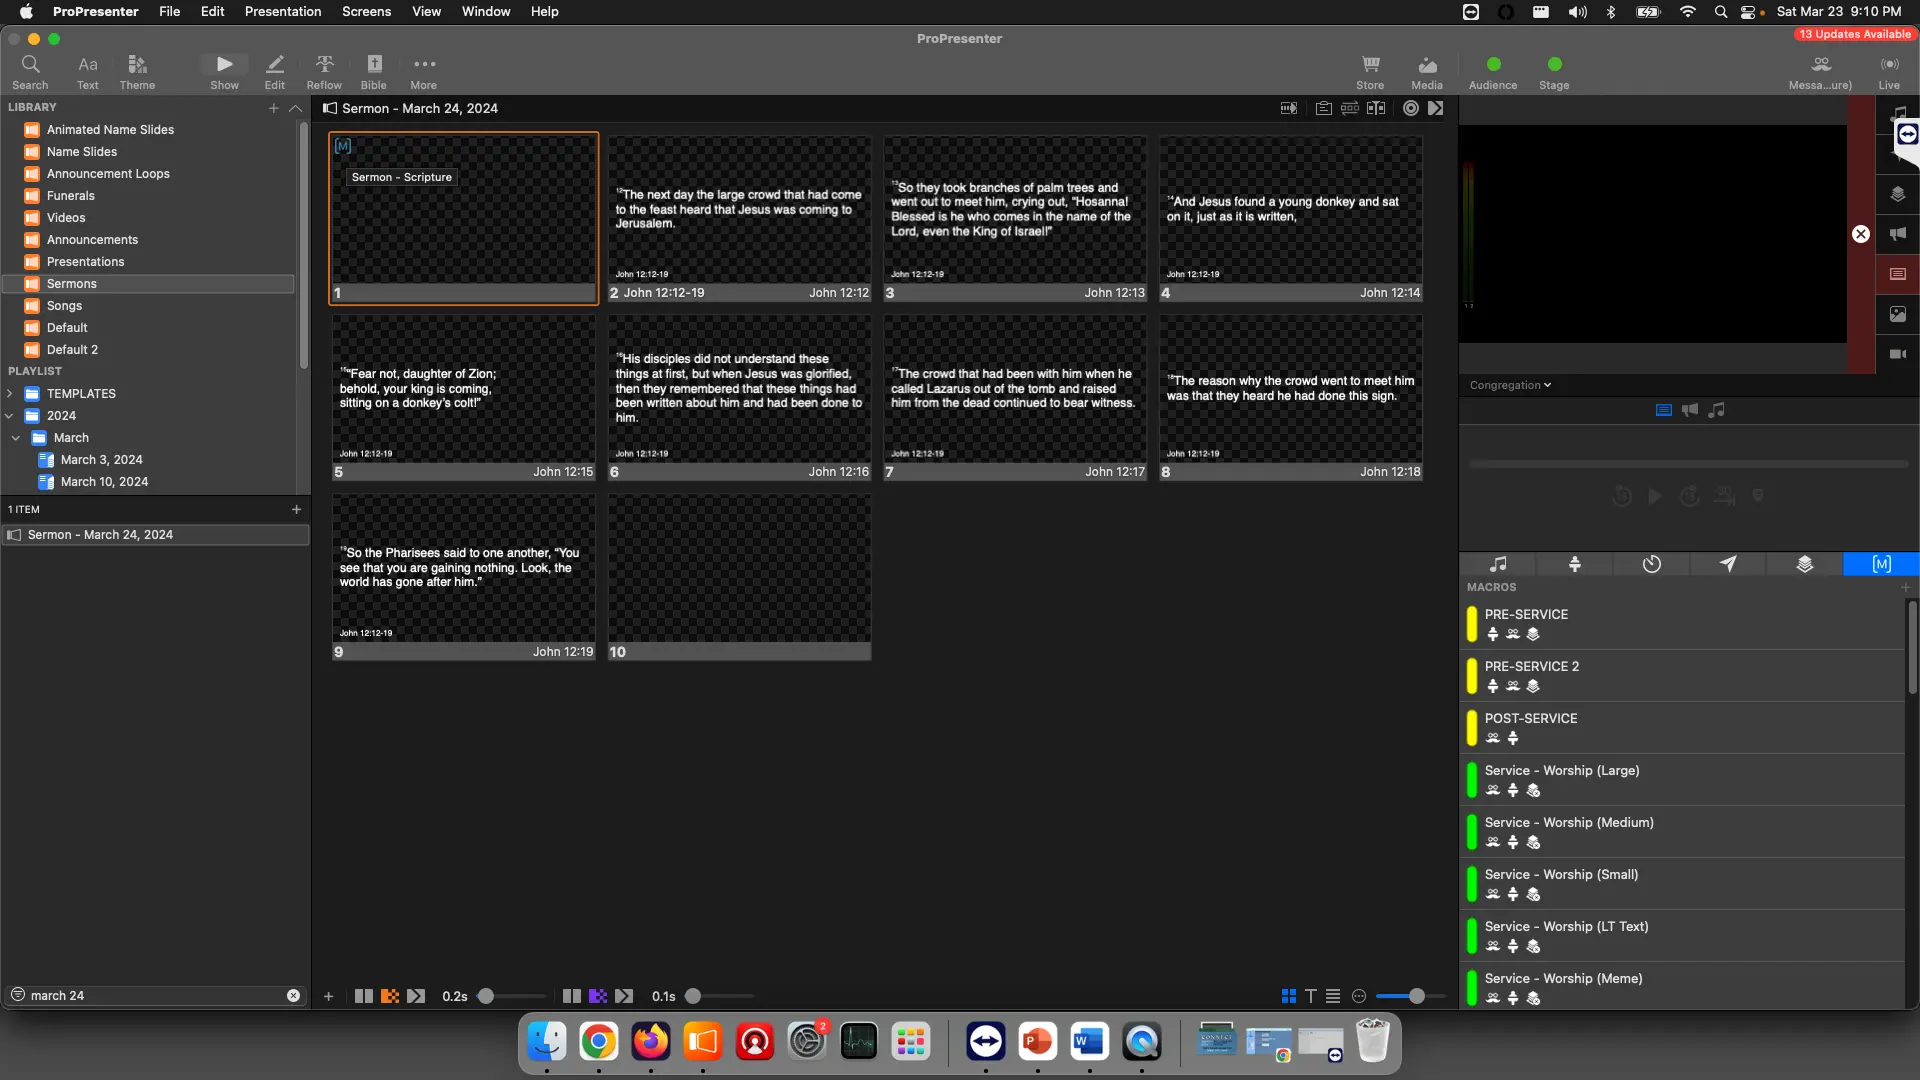 ProPresenter File Edit Presentation Screens View Window Help
Sat Mar 23 9:10 PM
ProPresenter
13 Updates Available
Search Text Theme Show Edit Reflow Bible More
Store Media Audience Stage Messa...ure) Live
LIBRARY
Animated Name Slides
Name Slides
Announcement Loops
Funerals
Videos
Announcements
Presentations
Sermons
Songs
Default
Default 2
PLAYLIST
TEMPLATES
2024
March
March 3, 2024
March 10, 2024
1 ITEM
Sermon - March 24, 2024
march 24
Sermon - March 24, 2024
[M]
Sermon - Scripture
1
12The next day the large crowd that had come
to the feast heard that Jesus was coming to
Jerusalem.
John 12:12-19
2 John 12:12-19 John 12:12
13So they took branches of palm trees and
went out to meet him, crying out, “Hosanna!
Blessed is he who comes in the name of the
Lord, even the King of Israel!”
John 12:12-19
3 John 12:13
14And Jesus found a young donkey and sat
on it, just as it is written,
John 12:12-19
4 John 12:14
15“Fear not, daughter of Zion;
behold, your king is coming,
sitting on a donkey’s colt!”
John 12:12-19
5 John 12:15
16His disciples did not understand these
things at first, but when Jesus was glorified,
then they remembered that these things had
been written about him and had been done to
him.
John 12:12-19
6 John 12:16
17The crowd that had been with him when he
called Lazarus out of the tomb and raised
him from the dead continued to bear witness.
John 12:12-19
7 John 12:17
18The reason why the crowd went to meet him
was that they heard he had done this sign.
John 12:12-19
8 John 12:18
19So the Pharisees said to one another, “You
see that you are gaining nothing. Look, the
world has gone after him.”
John 12:12-19
9 John 12:19
10
0.2s 0.1s
1 2
Congregation
[M]
MACROS
PRE-SERVICE
PRE-SERVICE 2
POST-SERVICE
Service - Worship (Large)
Service - Worship (Medium)
Service - Worship (Small)
Service - Worship (LT Text)
Service - Worship (Meme)
2
P
W
CONNECT